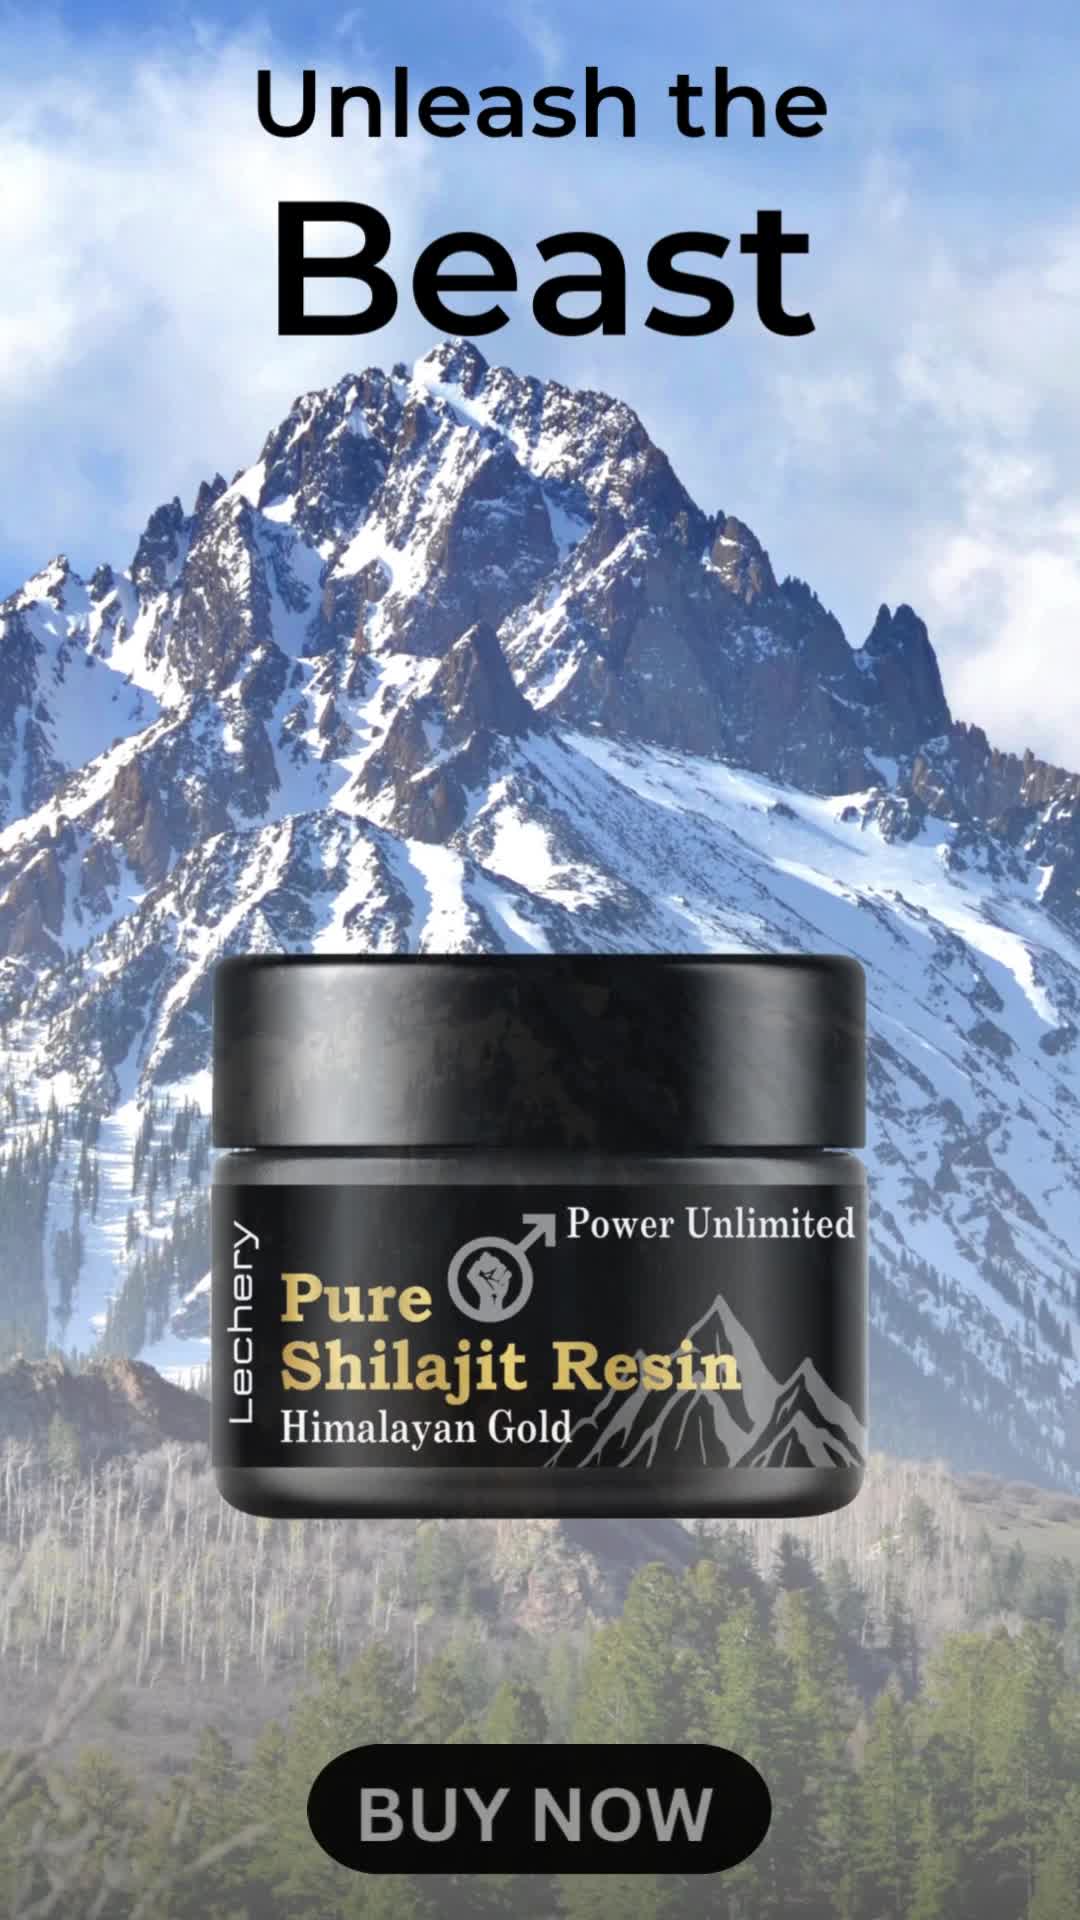 Unleash the
Beast
Power Unlimited
Lechery
Pure
Shilajit Resin
Himalayan Gold
BUY NOW